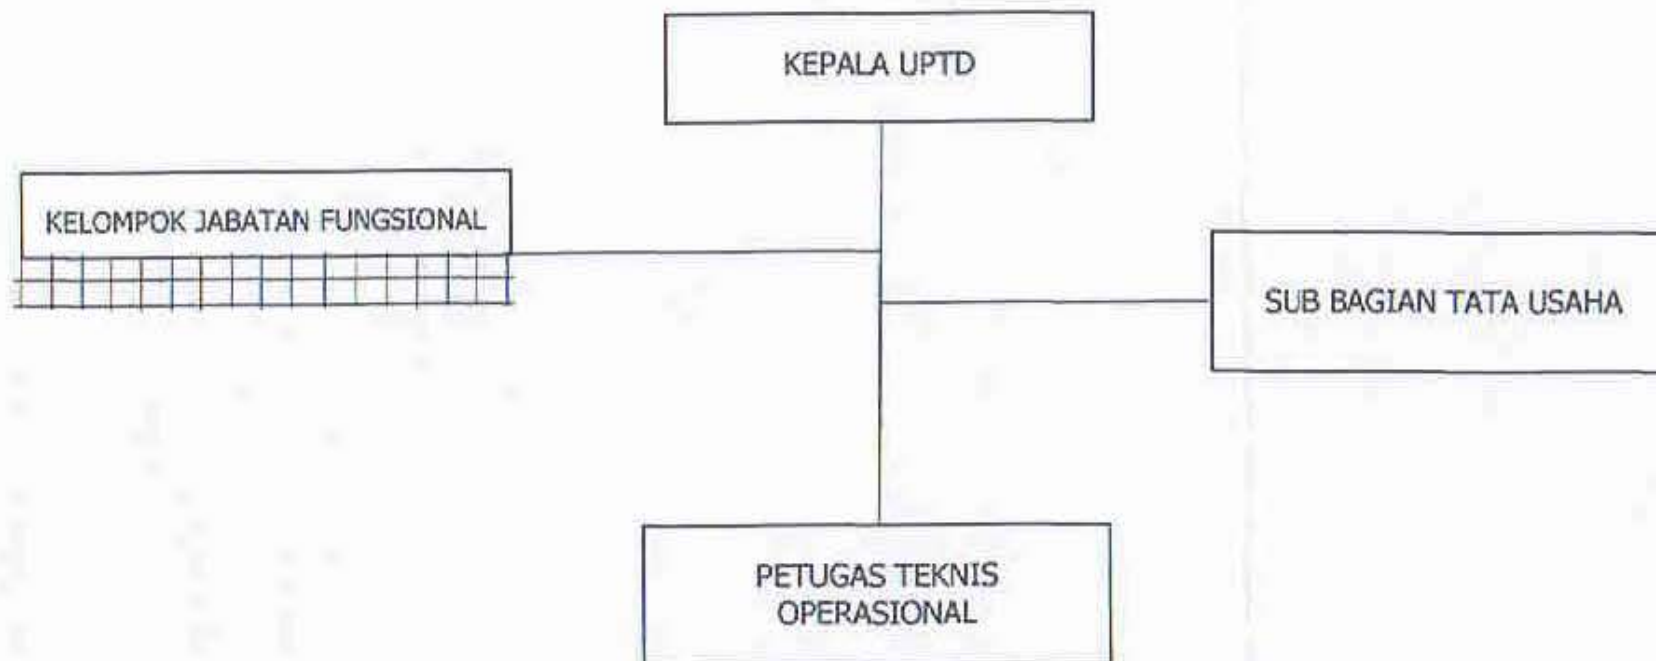 KEPALA UPTD
KELOMPOK JABATAN FUNGSIONAL
SUB BAGIAN TATA USAHA
PETUGAS TEKNIS
OPERASIONAL